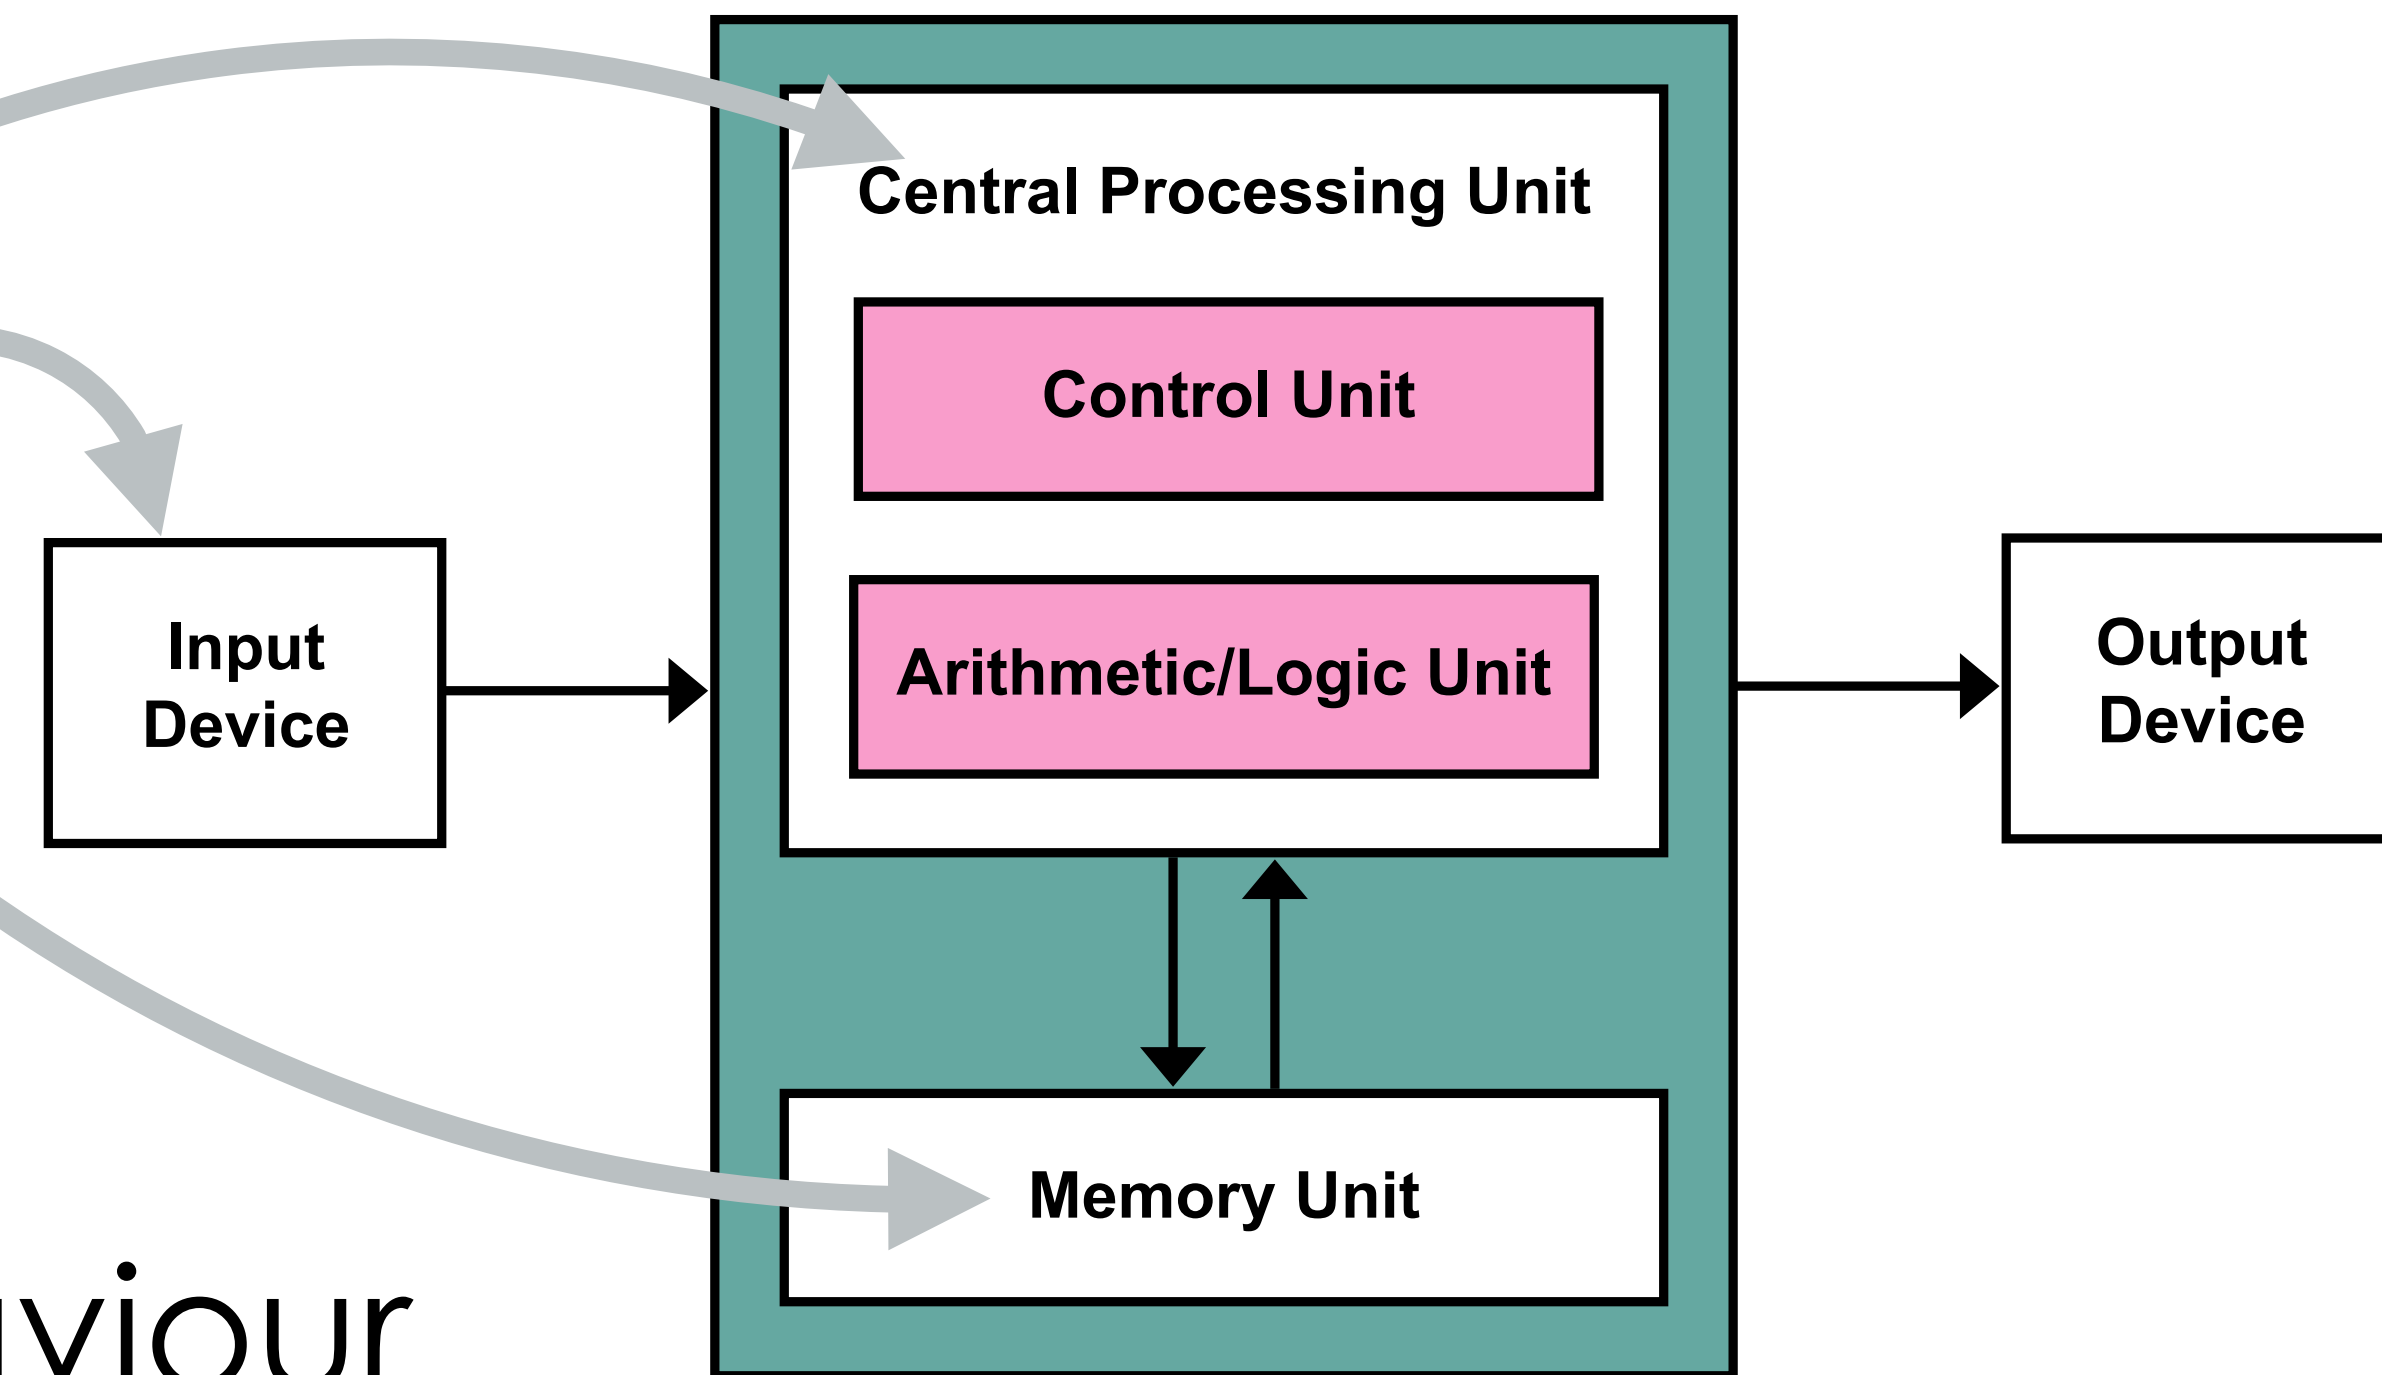 Central Processing Unit
Control Unit
Arithmetic/Logic Unit
Input
Device
Output
Device
Memory Unit